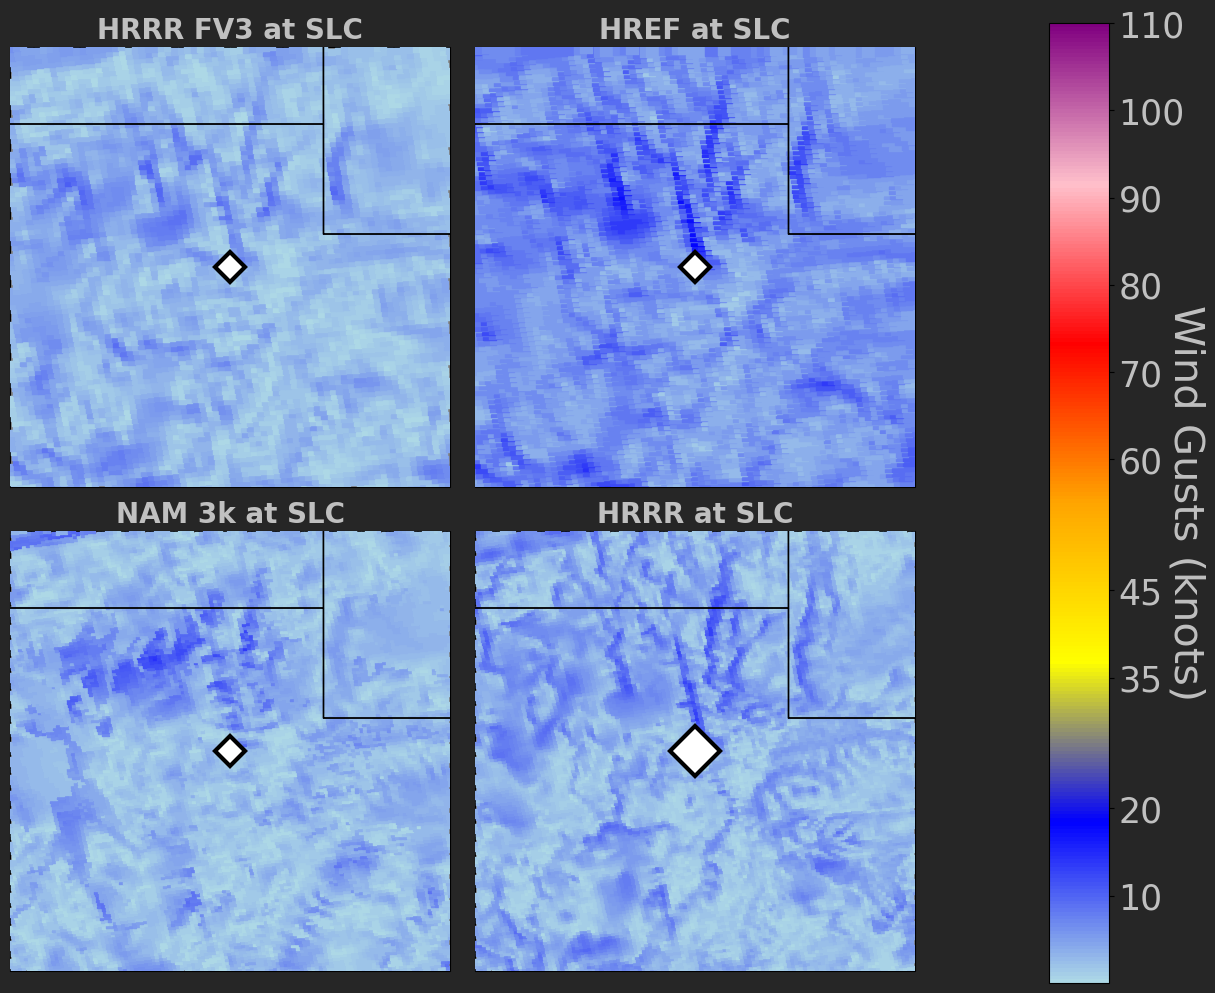 HRRR FV3 at SLC
HREF at SLC
NAM 3k at SLC
HRRR at SLC
110
100
90
80
70
60
45
35
20
10
Wind Gusts (knots)